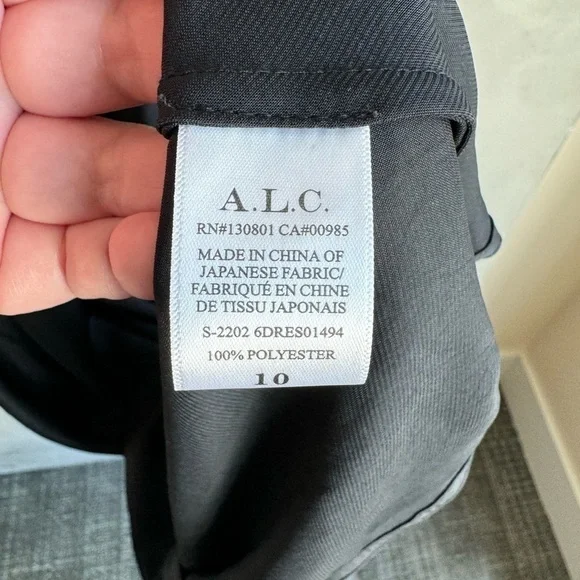 A.L.C.
RN#130801 CA#00985
MADE IN CHINA OF
JAPANESE FABRIC/
FABRIQUÉ EN CHINE
DE TISSU JAPONAIS
S-2202 6DRES01494
100% POLYESTER
10